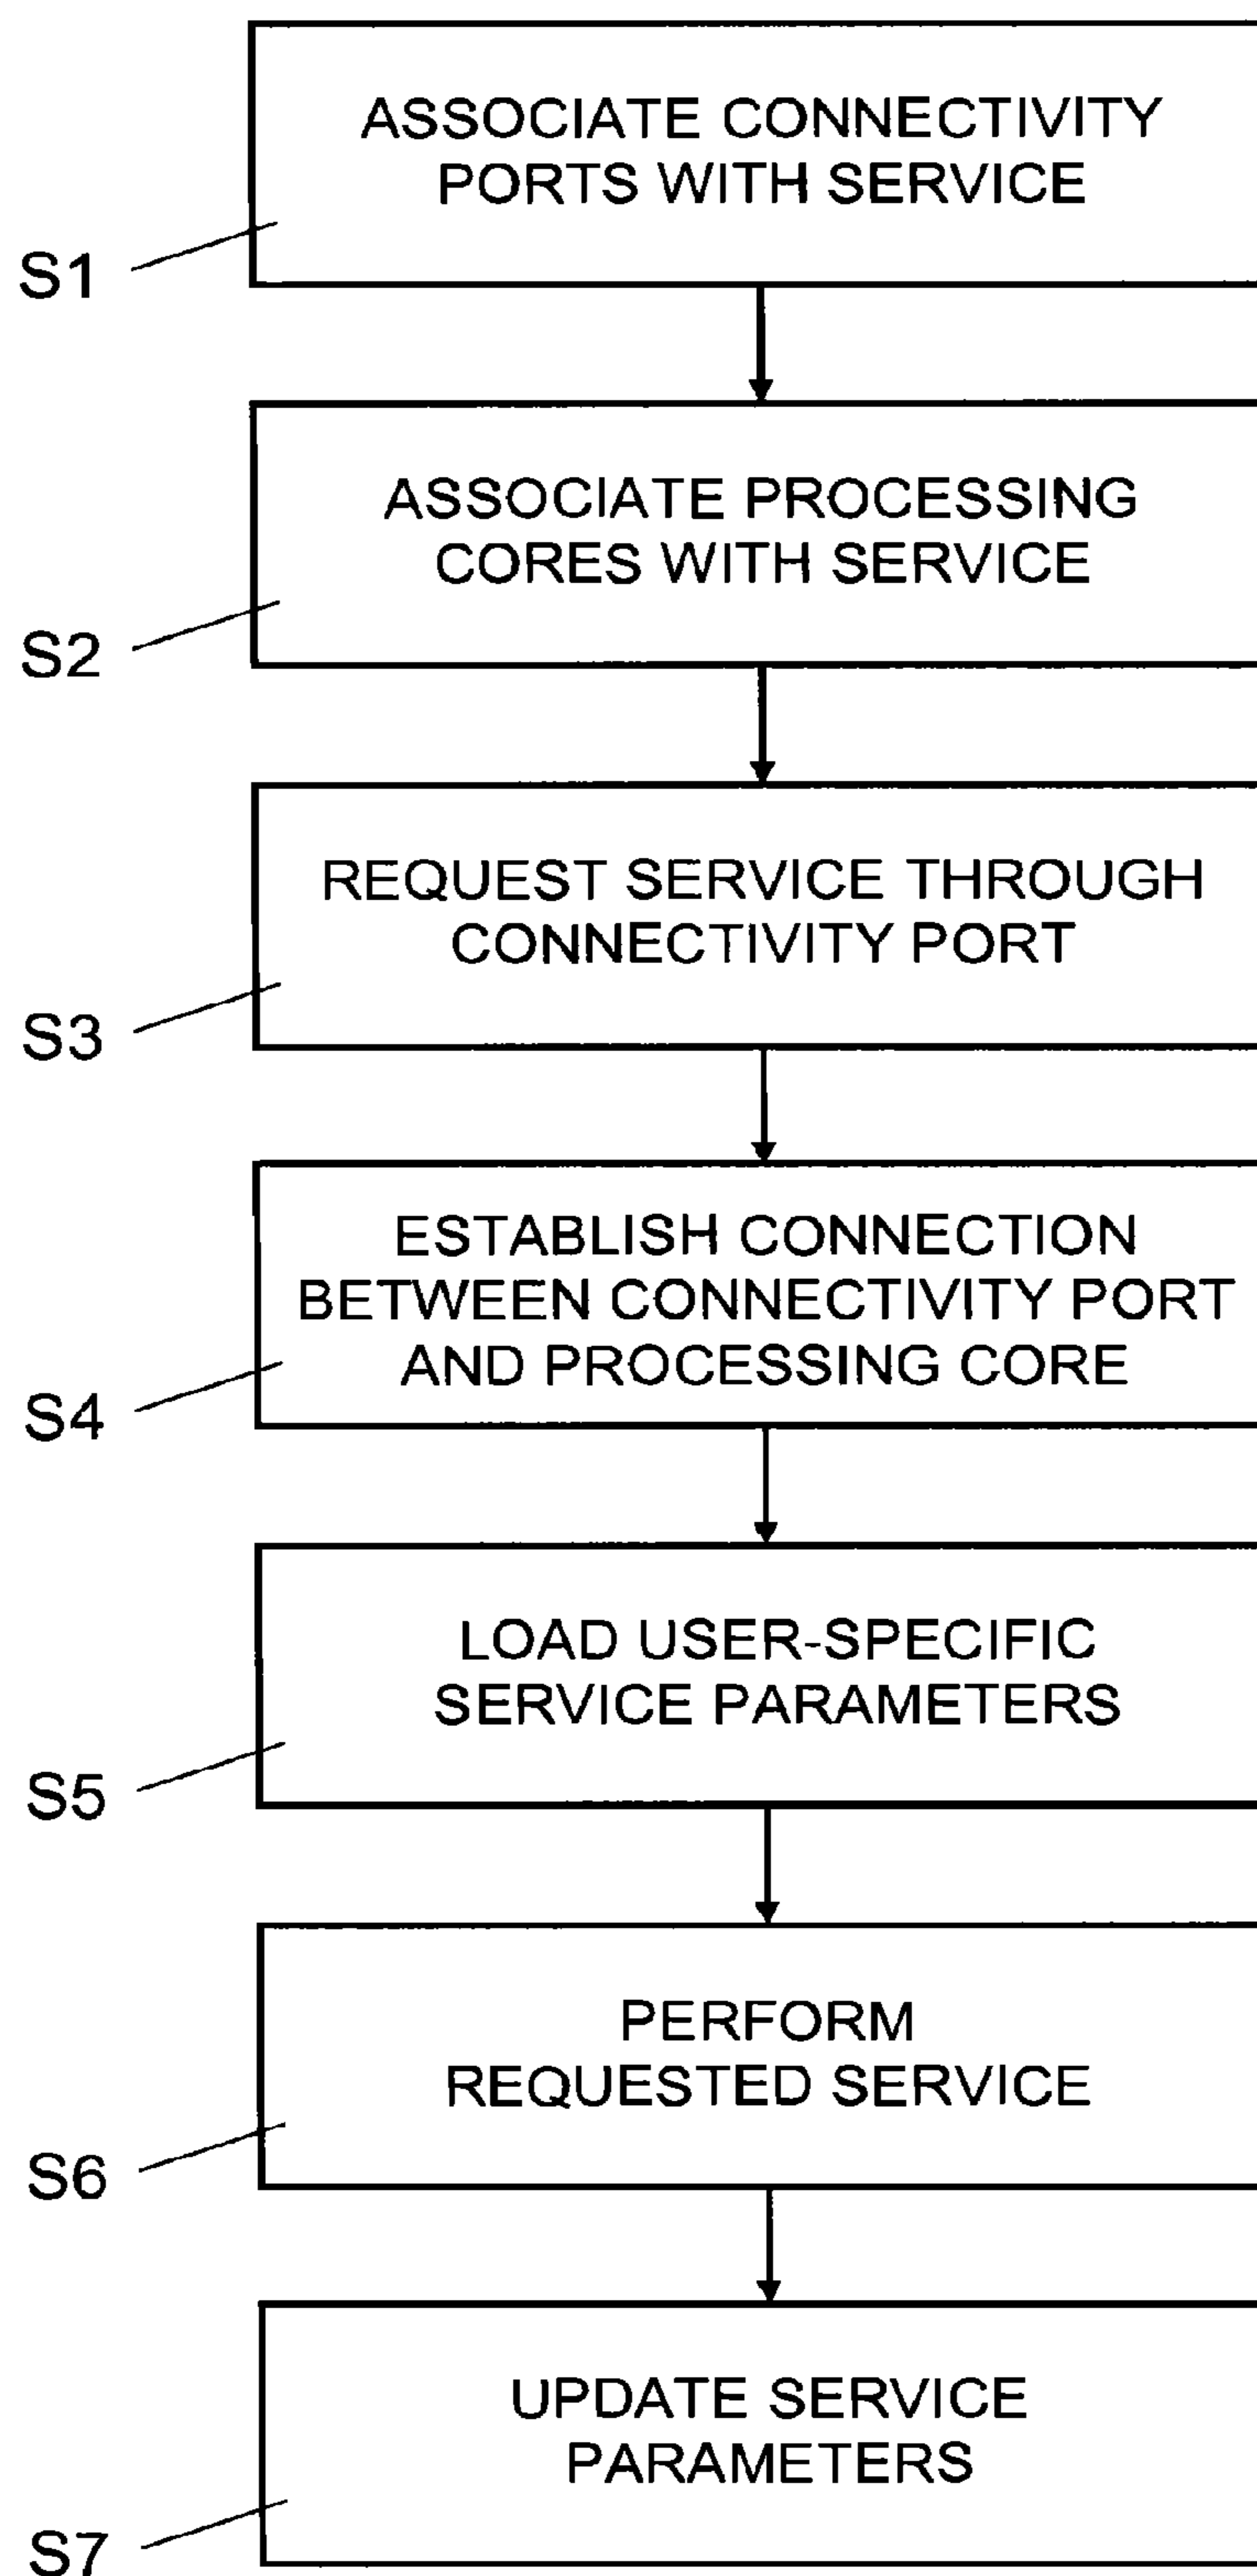 ASSOCIATE CONNECTIVITY
PORTS WITH SERVICE
S1
ASSOCIATE PROCESSING
CORES WITH SERVICE
S2
REQUEST SERVICE THROUGH
CONNECTIVITY PORT
S3
ESTABLISH CONNECTION
BETWEEN CONNECTIVITY PORT
AND PROCESSING CORE
S4
LOAD USER-SPECIFIC
SERVICE PARAMETERS
S5
PERFORM
REQUESTED SERVICE
S6
UPDATE SERVICE
PARAMETERS
S7